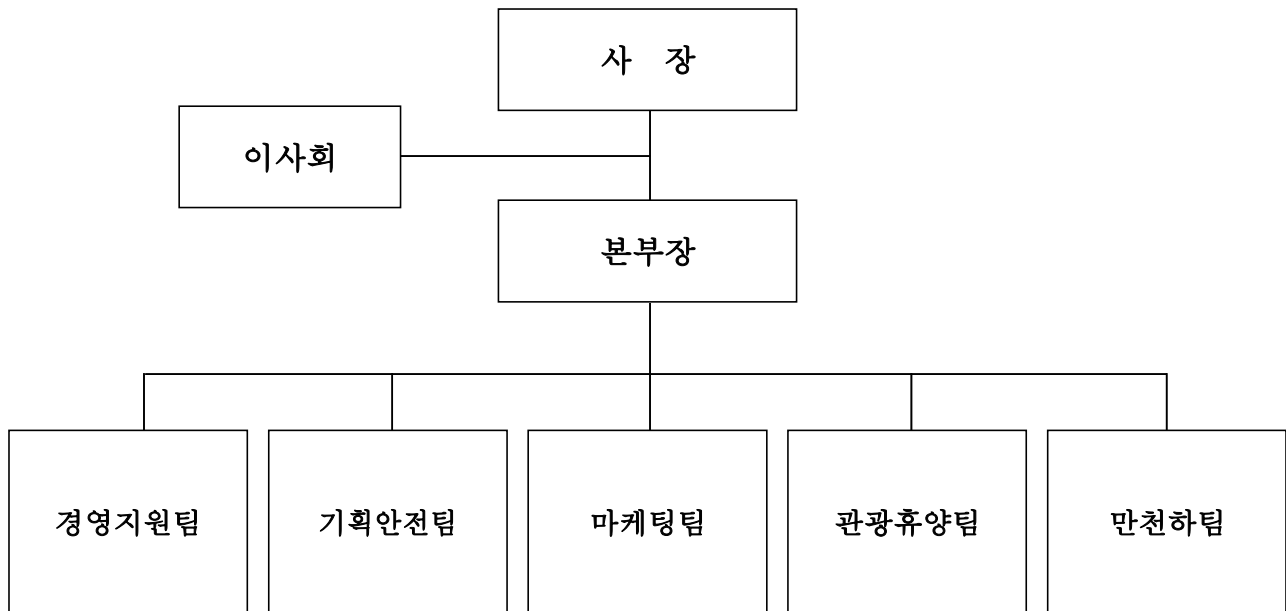 사 장
이사회
본부장
경영지원팀
기획안전팀
마케팅팀
관광휴양팀
만천하팀